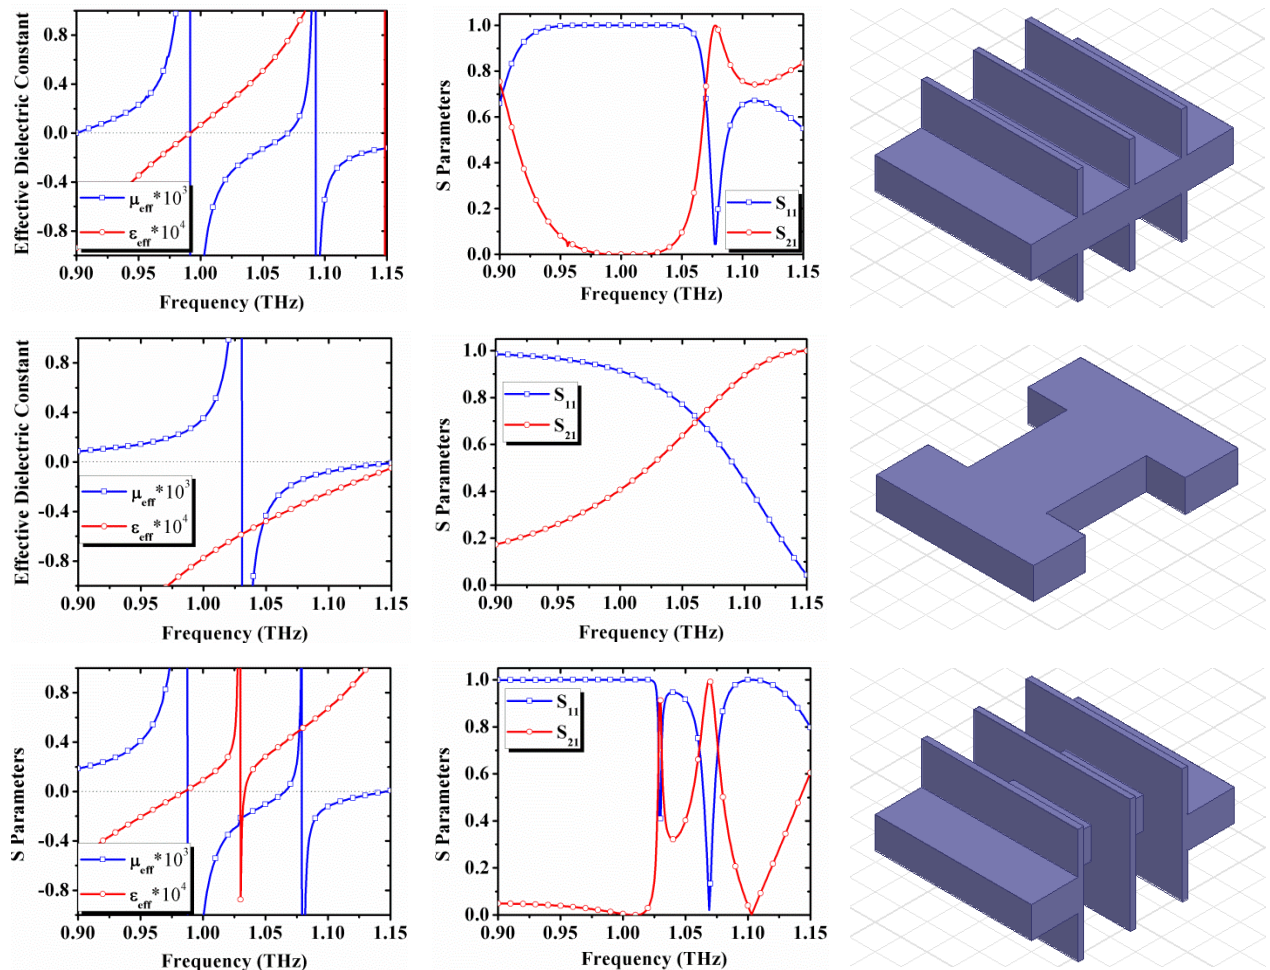 Effective Dielectric Constant
0.8
0.4
0.0
-0.4
-0.8
μeff*10³
εeff*10⁴
0.90 0.95 1.00 1.05 1.10 1.15
Frequency (THz)
S Parameters
1.0
0.8
0.6
0.4
0.2
0.0
S11
S21
0.90 0.95 1.00 1.05 1.10 1.15
Frequency (THz)
Effective Dielectric Constant
0.8
0.4
0.0
-0.4
-0.8
μeff*10³
εeff*10⁴
0.90 0.95 1.00 1.05 1.10 1.15
Frequency (THz)
S Parameters
1.0
0.8
0.6
0.4
0.2
0.0
S11
S21
0.90 0.95 1.00 1.05 1.10 1.15
Frequency (THz)
S Parameters
0.8
0.4
0.0
-0.4
-0.8
μeff*10³
εeff*10⁴
0.90 0.95 1.00 1.05 1.10 1.15
Frequency (THz)
S Parameters
1.0
0.8
0.6
0.4
0.2
0.0
S11
S21
0.90 0.95 1.00 1.05 1.10 1.15
Frequency (THz)